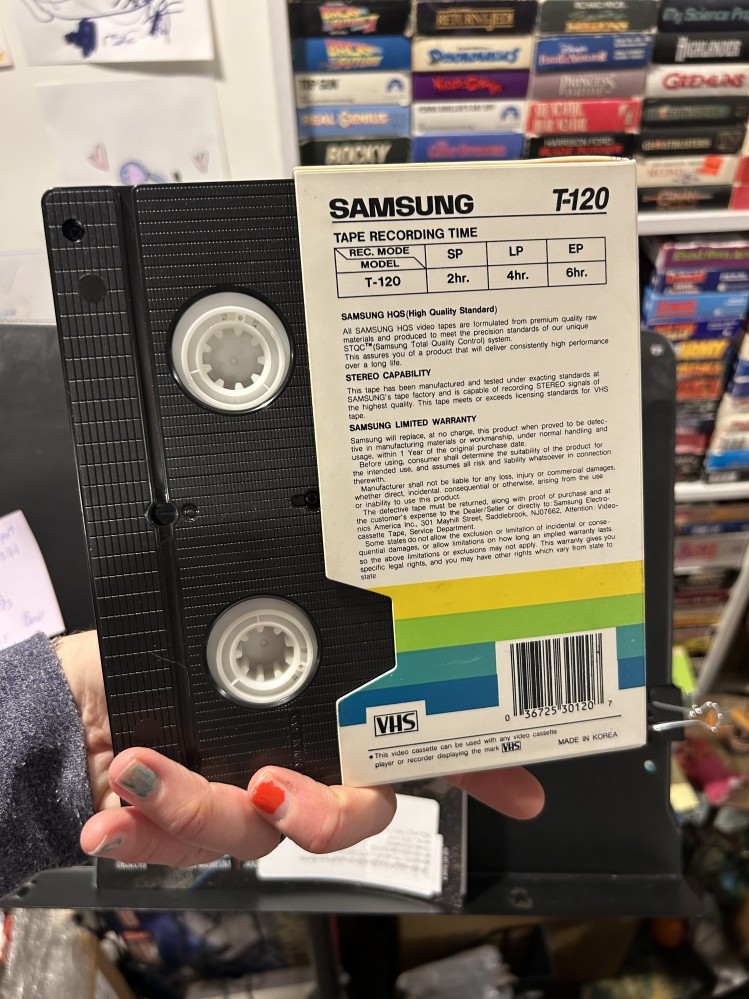 BACK TO THE FUTURE
RETURN OF THE JEDI
My Science Pr
BACK TO THE FUTURE
HIGHLANDER
TOP GUN
GREMLINS
REAL GENIUS
ROCKY
HARRISON FORD
GHOSTBUSTERS
SAMSUNG T-120
TAPE RECORDING TIME
REC. MODE SP LP EP
MODEL
T-120 2hr. 4hr. 6hr.
SAMSUNG HQS(High Quality Standard)
All SAMSUNG HQS video tapes are formulated from premium quality raw
materials and produced to meet the precision standards of our unique
STQC™(Samsung Total Quality Control) system.
This assures you of a product that will deliver consistently high performance
over a long life.
STEREO CAPABILITY
This tape has been manufactured and tested under exacting standards at
SAMSUNG's tape factory and is capable of recording STEREO signals of
the highest quality. This tape meets or exceeds licensing standards for VHS
tape.
SAMSUNG LIMITED WARRANTY
Samsung will replace, at no charge, this product when proved to be defec-
tive in manufacturing materials or workmanship, under normal handling and
usage, within 1 Year of the original purchase date.
Before using, consumer shall determine the suitability of the product for
the intended use, and assumes all risk and liability whatsoever in connection
therewith.
Manufacturer shall not be liable for any loss, injury or commercial damages,
whether direct, incidental, consequential or otherwise, arising from the use
or inability to use this product.
The defective tape must be returned, along with proof of purchase and at
the customer's expense to the Dealer/Seller or directly to Samsung Electro-
nics America Inc., 301 Mayhill Street, Saddlebrook, NJ07662, Attention: Video-
cassette Tape, Service Department.
Some states do not allow the exclusion or limitation of incidental or conse-
quential damages, or allow limitations on how long an implied warranty lasts,
so the above limitations or exclusions may not apply. This warranty gives you
specific legal rights, and you may have other rights which vary from state to
state
0 36725 30120 7
VHS
• This video cassette can be used with any video cassette
player or recorder displaying the mark VHS
MADE IN KOREA